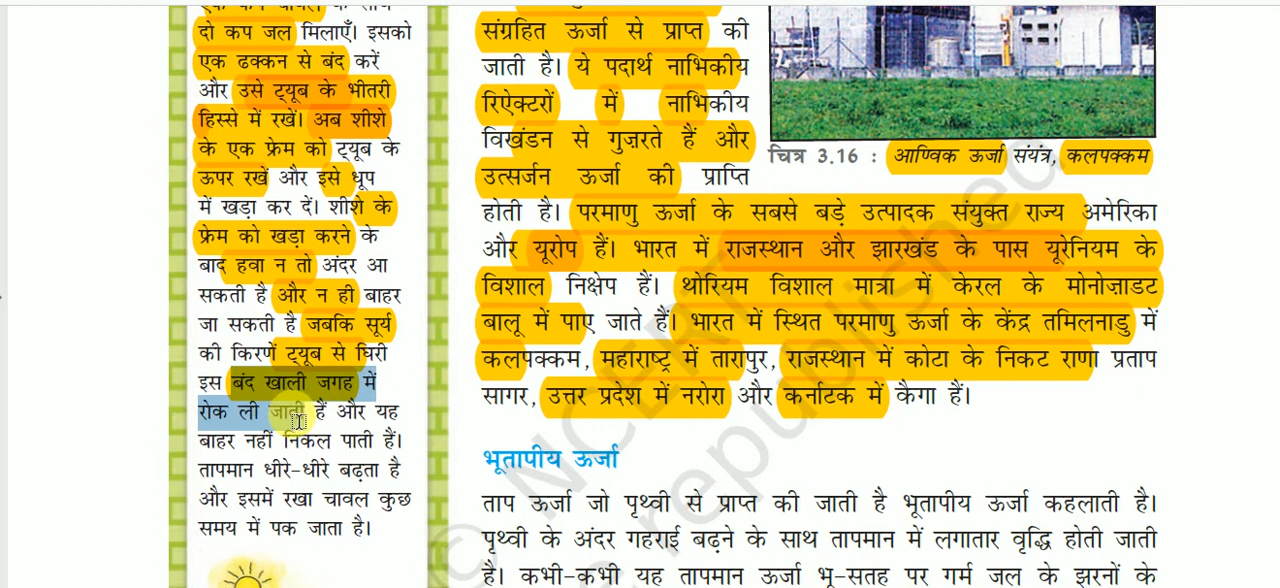 दो कप जल मिलाएँ। इसको
एक ढक्कन से बंद करें
और उसे ट्यूब के भीतरी
हिस्से में रखें। अब शीशे
के एक फ्रेम को ट्यूब के
ऊपर रखें और इसे धूप
में खड़ा कर दें। शीशे के
फ्रेम को खड़ा करने के
बाद हवा न तो अंदर आ
सकती है और न ही बाहर
जा सकती है जबकि सूर्य
की किरणें ट्यूब से घिरी
इस बंद खाली जगह में
रोक ली जाती हैं और यह
बाहर नहीं निकल पाती हैं।
तापमान धीरे-धीरे बढ़ता है
और इसमें रखा चावल कुछ
समय में पक जाता है।
संग्रहित ऊर्जा से प्राप्त की
जाती है। ये पदार्थ नाभिकीय
रिऐक्टरों में नाभिकीय
विखंडन से गुज़रते हैं और
उत्सर्जन ऊर्जा की प्राप्ति
चित्र 3.16 : आण्विक ऊर्जा संयंत्र, कलपक्कम
होती है। परमाणु ऊर्जा के सबसे बड़े उत्पादक संयुक्त राज्य अमेरिका
और यूरोप हैं। भारत में राजस्थान और झारखंड के पास यूरेनियम के
विशाल निक्षेप हैं। थोरियम विशाल मात्रा में केरल के मोनोज़ाइट
बालू में पाए जाते हैं। भारत में स्थित परमाणु ऊर्जा के केंद्र तमिलनाडु में
कलपक्कम, महाराष्ट्र में तारापुर, राजस्थान में कोटा के निकट राणा प्रताप
सागर, उत्तर प्रदेश में नरोरा और कर्नाटक में कैगा हैं।
भूतापीय ऊर्जा
ताप ऊर्जा जो पृथ्वी से प्राप्त की जाती है भूतापीय ऊर्जा कहलाती है।
पृथ्वी के अंदर गहराई बढ़ने के साथ तापमान में लगातार वृद्धि होती जाती
है। कभी-कभी यह तापमान ऊर्जा भू-सतह पर गर्म जल के झरनों के
© NCERT
republished